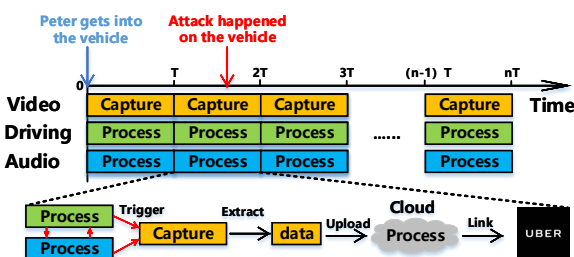 Peter gets into
the vehicle
Attack happened
on the vehicle
0 T 2T 3T (n-1) T nT
Video Capture Capture Capture Capture Time
Driving Process Process Process ...... Process
Audio Process Process Process Process
Process Trigger Capture Extract data Upload Cloud Process Link UBER
Process